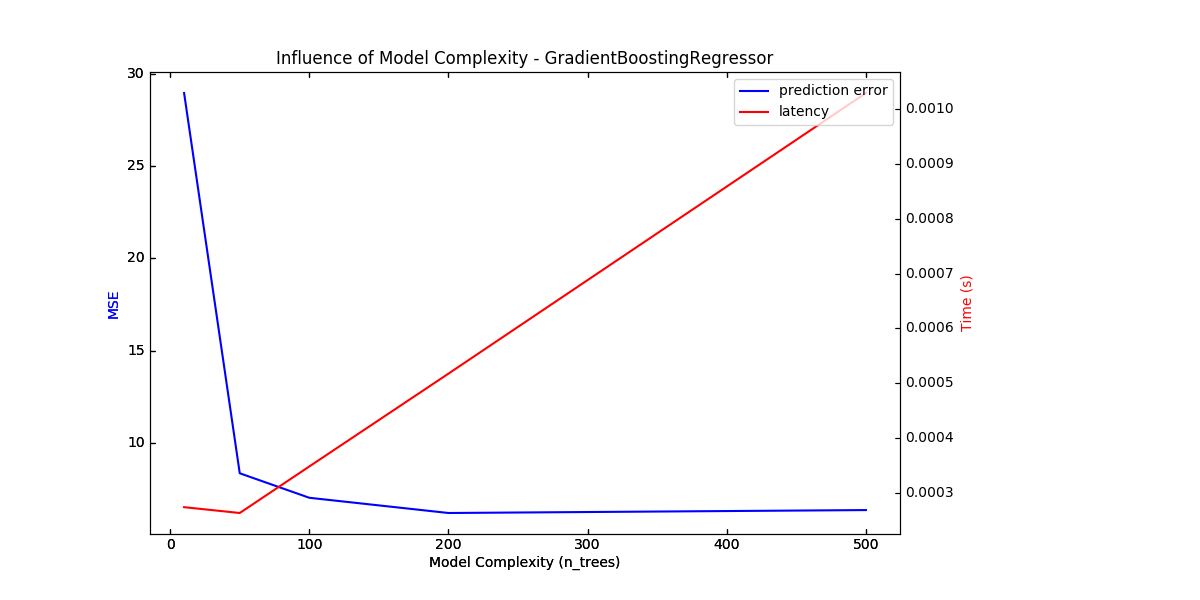 Influence of Model Complexity - GradientBoostingRegressor
prediction error
latency
30
25
20
15
10
MSE
0.0010
0.0009
0.0008
0.0007
0.0006
0.0005
0.0004
0.0003
Time (s)
0 100 200 300 400 500
Model Complexity (n_trees)